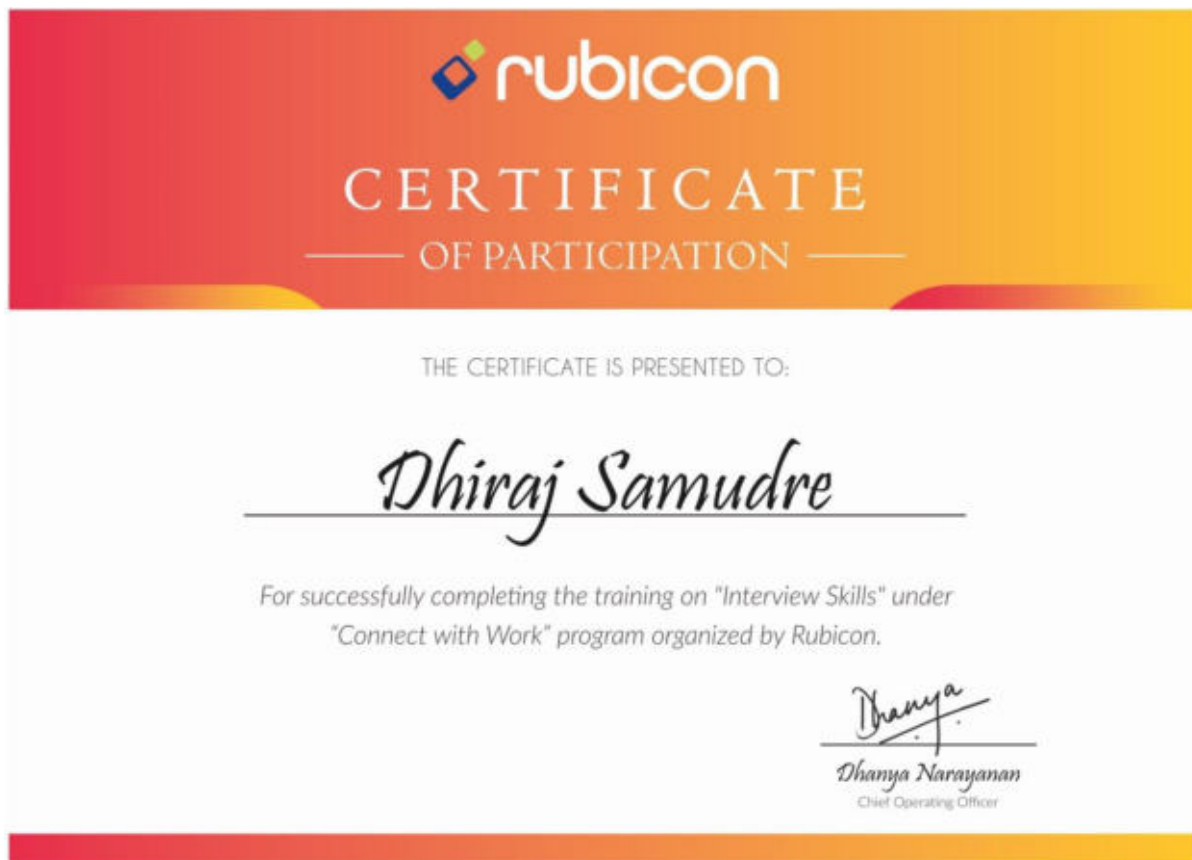 rubicon
CERTIFICATE
OF PARTICIPATION
THE CERTIFICATE IS PRESENTED TO:
Dhiraj Samudre
For successfully completing the training on "Interview Skills" under
"Connect with Work" program organized by Rubicon.
Dhanya
Dhanya Narayanan
Chief Operating Officer